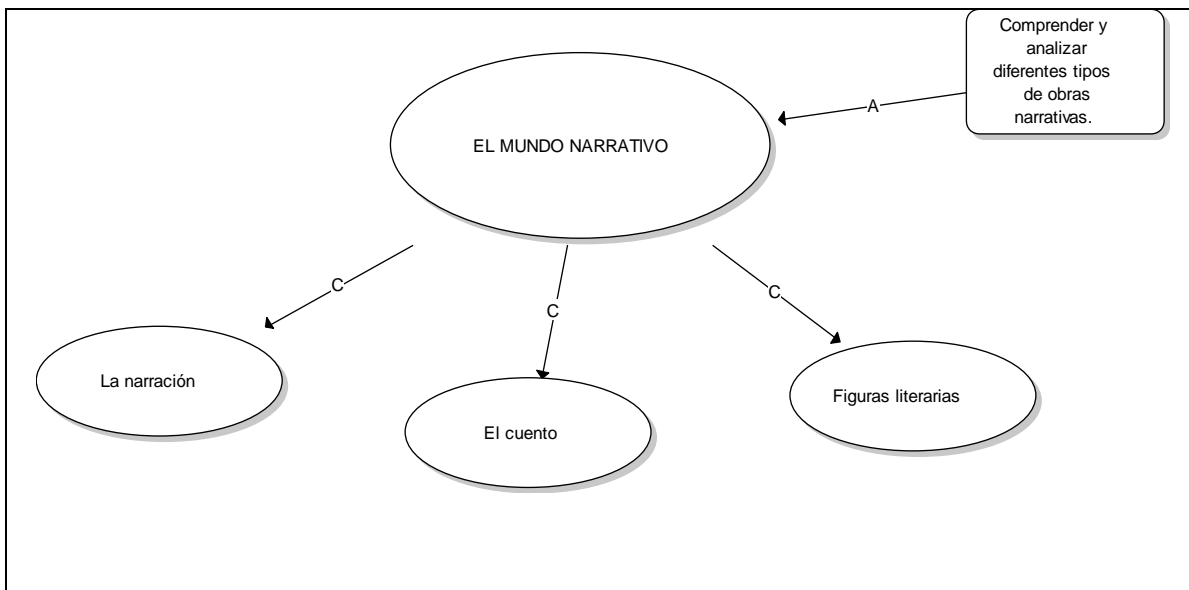 Comprender y
analizar
diferentes tipos
de obras
narrativas.
A
EL MUNDO NARRATIVO
C
C
C
La narración
El cuento
Figuras literarias